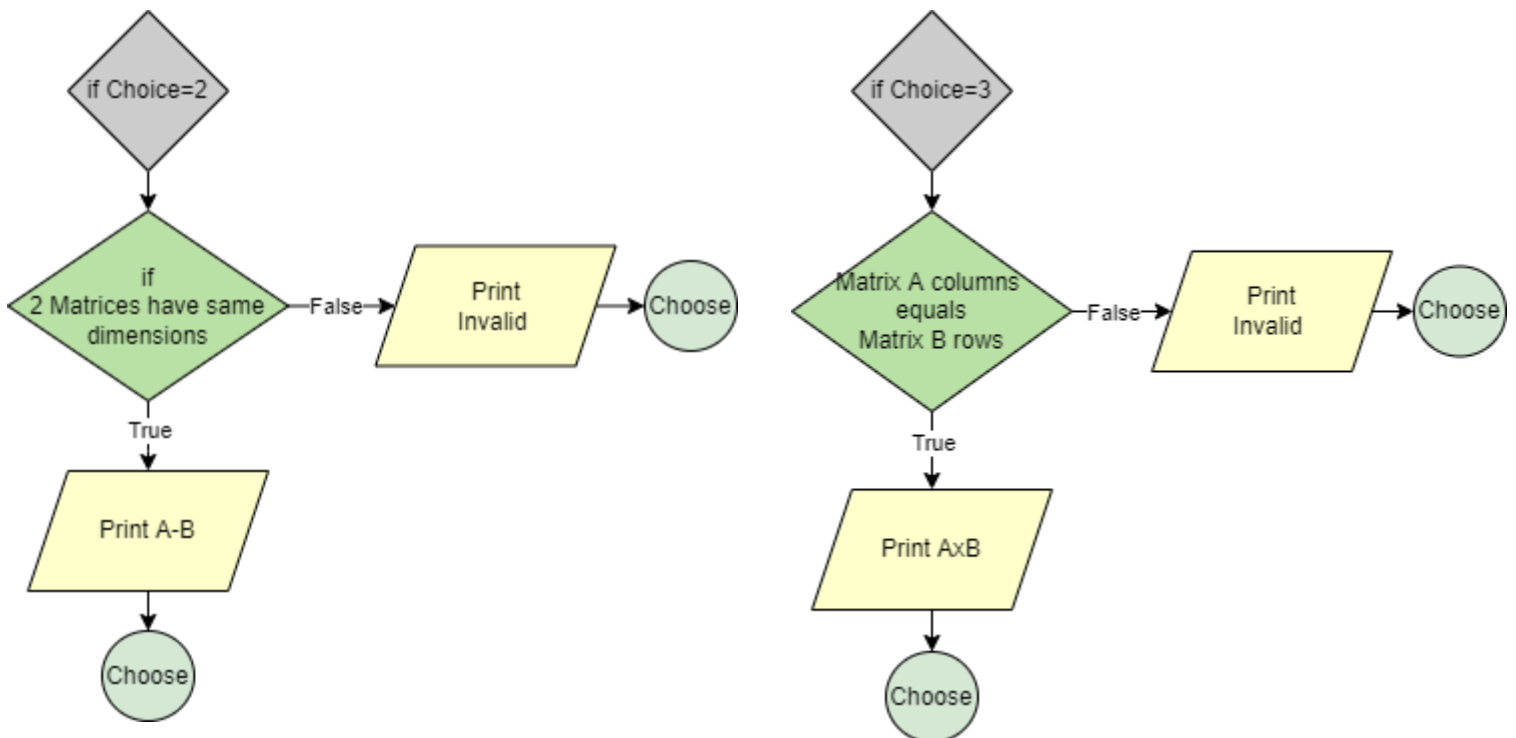 if Choice=2
if
2 Matrices have same
dimensions
False
Print
Invalid
Choose
True
Print A-B
Choose
if Choice=3
Matrix A columns
equals
Matrix B rows
False
Print
Invalid
Choose
True
Print AxB
Choose